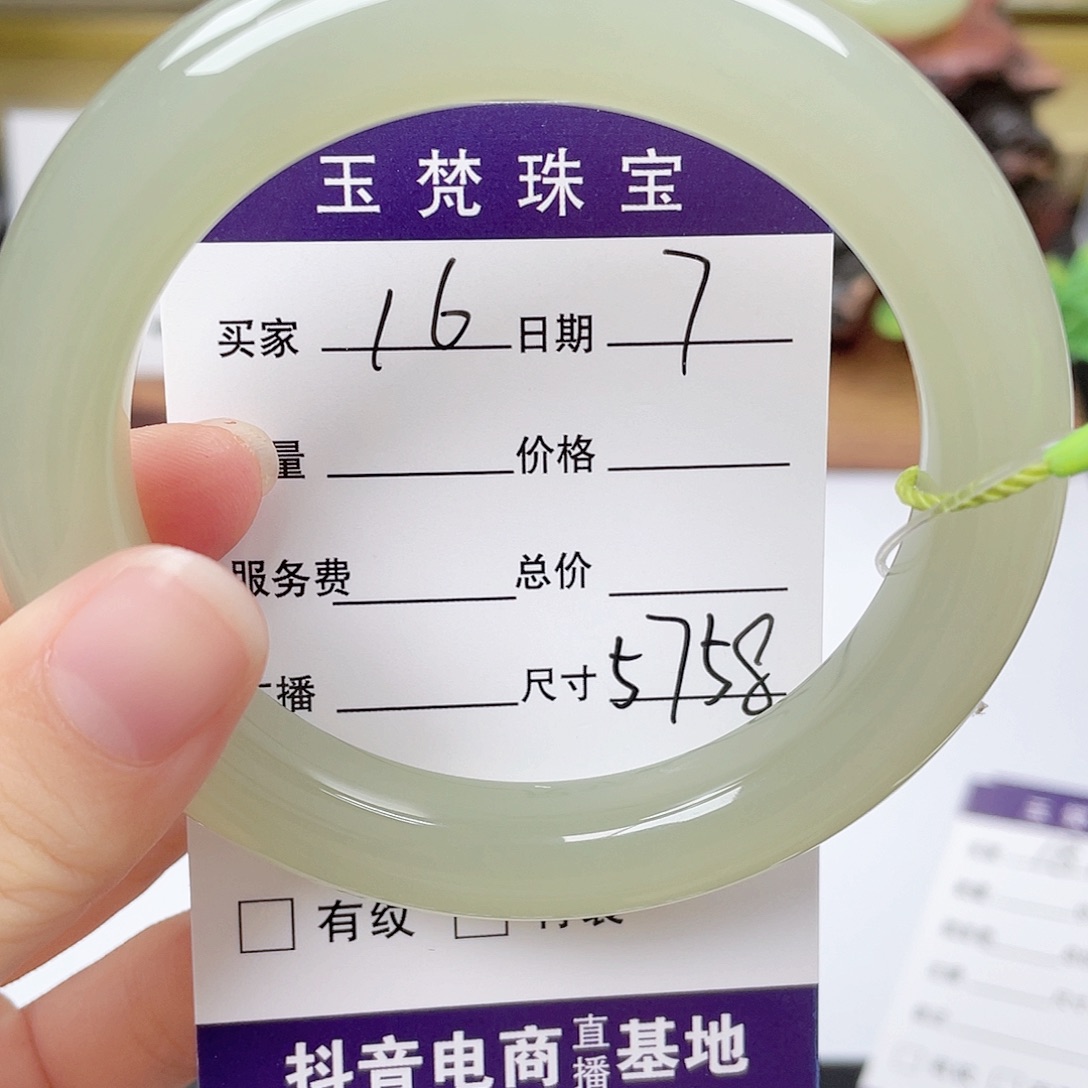 玉梵珠宝
买家 16 日期 7
量 价格
服务费 总价
播 尺寸 5758
有纹
抖音电商直播基地